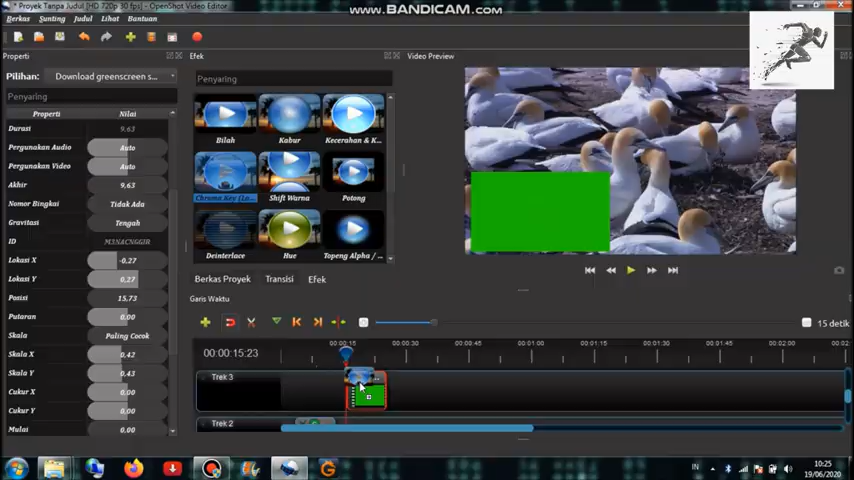 * Proyek Tanpa Judul [HD 720p 30 fps] - OpenShot Video Editor
www.BANDICAM.com
Berkas Sunting Judul Lihat Bantuan
Properti
Efek
Video Preview
Pilihan: Download greenscreen s...
Penyaring
Penyaring
Properti Nilai
Durasi 9,63
Pergunakan Audio Auto
Pergunakan Video Auto
Akhir 9,63
Nomor Bingkai Tidak Ada
Gravitasi Tengah
ID
Lokasi X -0,27
Lokasi Y 0,27
Posisi 15,73
Putaran 0,00
Skala Paling Cocok
Skala X 0,42
Skala Y 0,43
Cukur X 0,00
Cukur Y 0,00
Mulai 0,00
Bilah
Kabur
Kecerahan & K...
Chroma Key (La...
Shift Warna
Potong
Deinterlace
Hue
Topeng Alpha / ...
Berkas Proyek Transisi Efek
Garis Waktu
15 detik
00:00:15:23
00:00:15
00:00:30
00:00:45
00:01:00
00:01:15
00:01:30
00:01:45
00:02
Trek 3
Trek 2
IN
10:25
19/06/2020